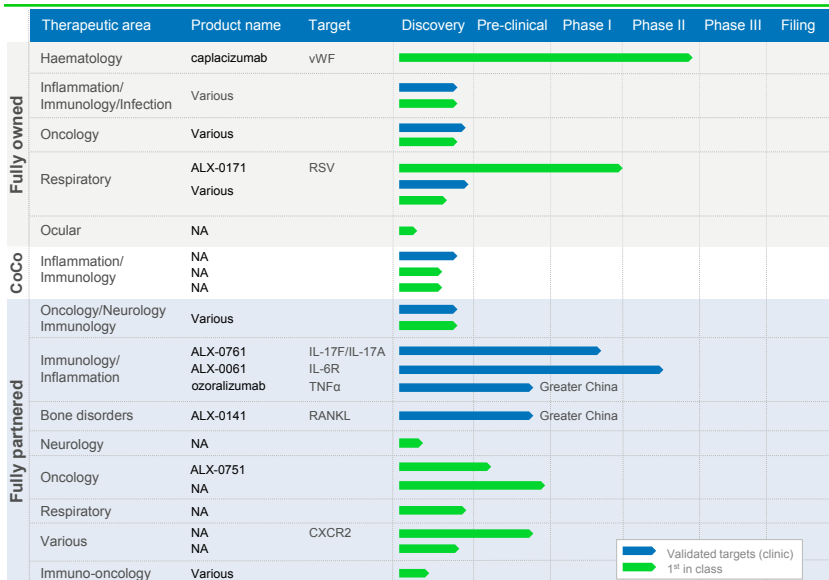 Therapeutic area Product name Target Discovery Pre-clinical Phase I Phase II Phase III Filing
Fully owned
Haematology caplacizumab vWF
Inflammation/
Immunology/Infection Various
Oncology Various
Respiratory
ALX-0171 RSV
Various
Ocular NA
CoCo
Inflammation/
Immunology
NA
NA
NA
Fully partnered
Oncology/Neurology
Immunology
Various
Immunology/
Inflammation
ALX-0761 IL-17F/IL-17A
ALX-0061 IL-6R
ozoralizumab TNFα Greater China
Bone disorders ALX-0141 RANKL Greater China
Neurology NA
Oncology
ALX-0751
NA
Respiratory NA
Various
NA CXCR2
NA
Immuno-oncology Various
Validated targets (clinic)
1st in class